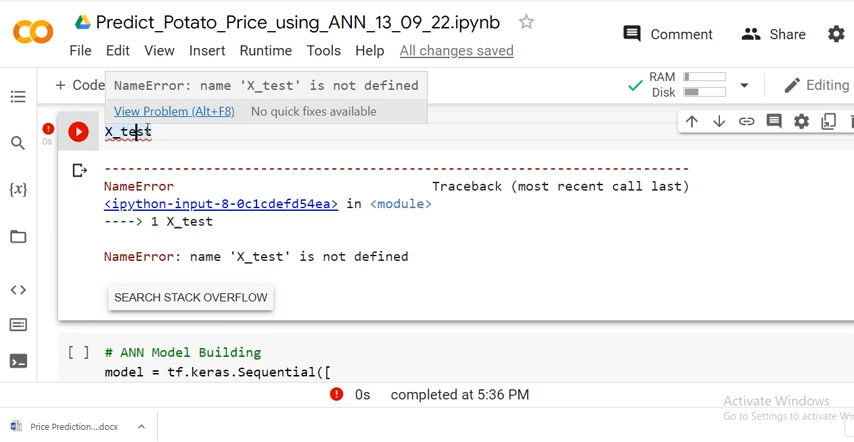 Predict_Potato_Price_using_ANN_13_09_22.ipynb
Comment
Share
File Edit View Insert Runtime Tools Help All changes saved
+ Code
RAM
Disk
Editing
NameError: name 'X_test' is not defined
View Problem (Alt+F8) No quick fixes available
X_test
0s
{x}
---------------------------------------------------------------------------
NameError Traceback (most recent call last)
<ipython-input-8-0c1cdefd54ea> in <module>
----> 1 X_test
NameError: name 'X_test' is not defined
SEARCH STACK OVERFLOW
[ ] # ANN Model Building
model = tf.keras.Sequential([
0s completed at 5:36 PM
Activate Windows
Go to Settings to activate Win
Price Prediction....docx